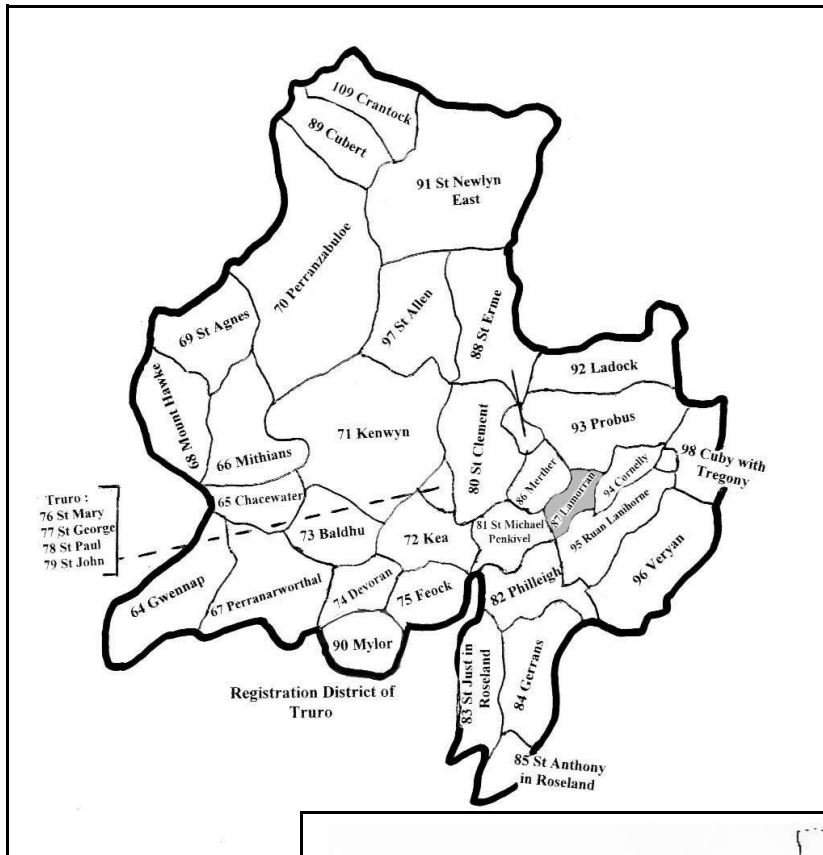 109 Crantock
89 Cubert
91 St Newlyn
East
70 Perranzabuloe
97 St Allen
88 St Erme
69 St Agnes
92 Ladock
68 Mount Hawke
93 Probus
71 Kenwyn
80 St Clement
98 Cuby with
Tregony
66 Mithians
86 Merther
94 Cornelly
87 Lamorran
65 Chacewater
Truro :
76 St Mary
77 St George
78 St Paul
79 St John
81 St Michael
Penkivel
95 Ruan Lanihorne
73 Baldhu
72 Kea
96 Veryan
64 Gwennap
67 Perranarworthal
74 Devoran
75 Feock
82 Philleigh
90 Mylor
83 St Just in
Roseland
84 Gerrans
Registration District of
Truro
85 St Anthony
in Roseland